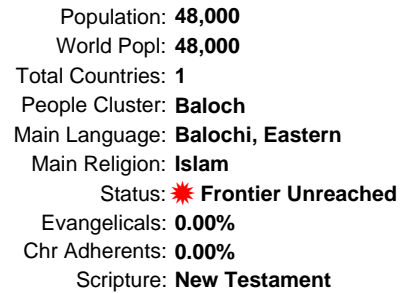 Population: 48,000
World Popl: 48,000
Total Countries: 1
People Cluster: Baloch
Main Language: Balochi, Eastern
Main Religion: Islam
Status: Frontier Unreached
Evangelicals: 0.00%
Chr Adherents: 0.00%
Scripture: New Testament